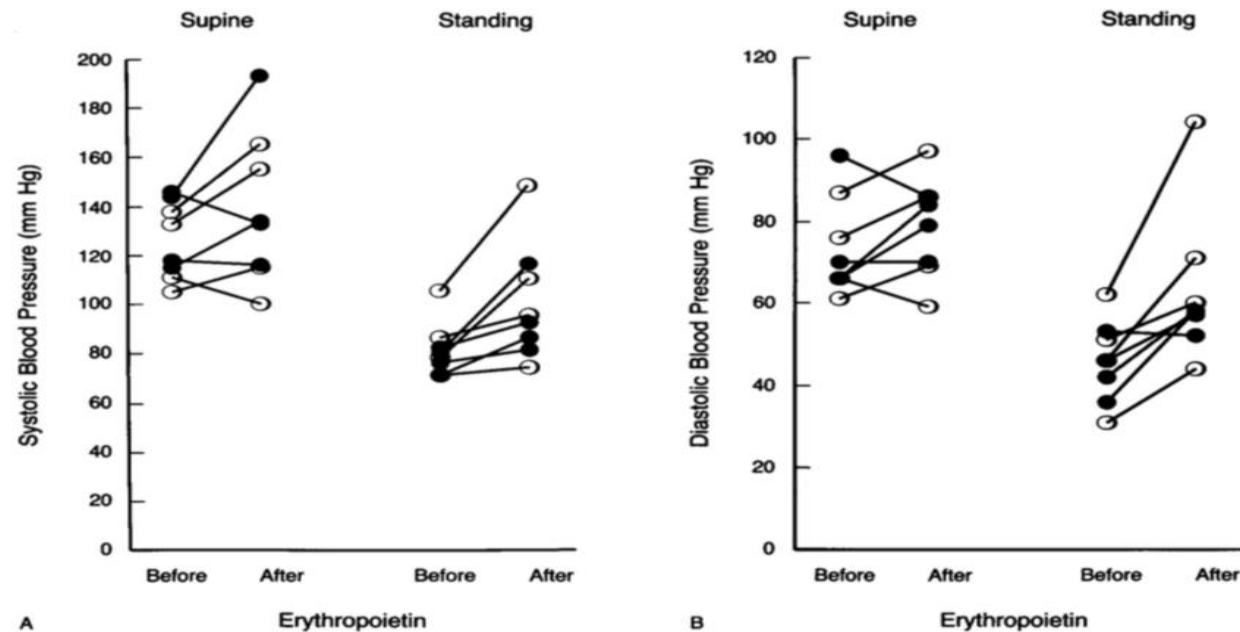 Supine Standing
200
180
160
140
120
100
80
60
40
20
0
Systolic Blood Pressure (mm Hg)
Before After Before After
A Erythropoietin
Supine Standing
120
100
80
60
40
20
0
Diastolic Blood Pressure (mm Hg)
Before After Before After
B Erythropoietin